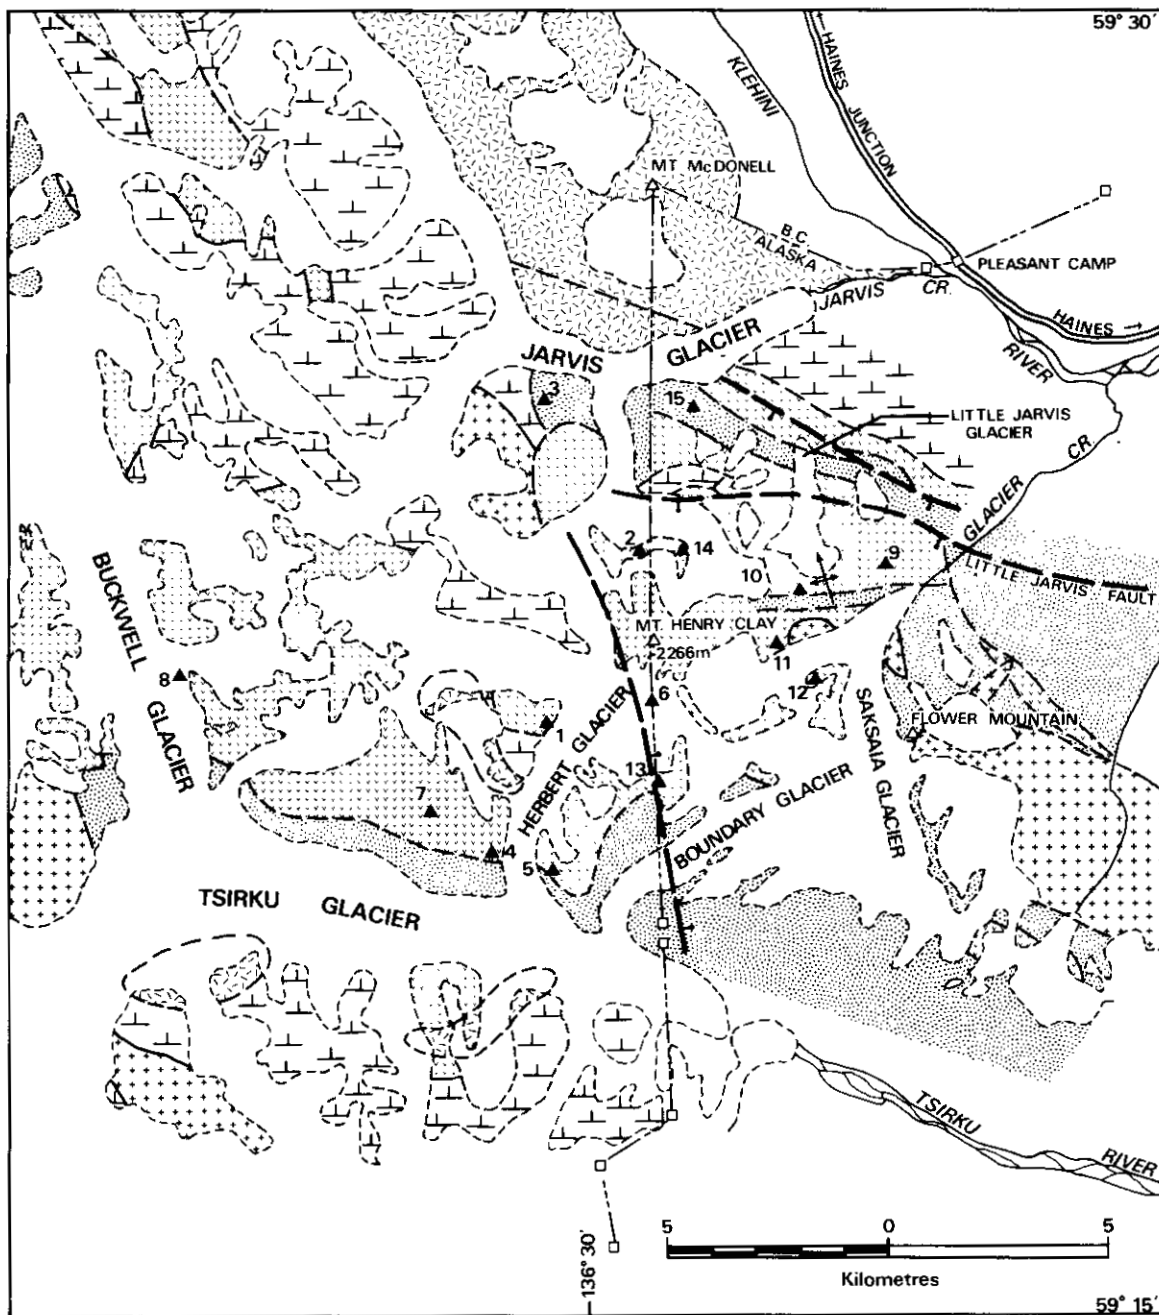 59° 30'
KLEHINI
HAINES
JUNCTION
MT McDONELL
B.C.
ALASKA
PLEASANT CAMP
JARVIS
CR.
HAINES →
RIVER
JARVIS
GLACIER
3
15
LITTLE JARVIS
GLACIER
CR.
GLACIER
2
14
9
10
LITTLE JARVIS FAULT
BUCKWELL
GLACIER
MT. HENRY CLAY
2266m
11
8
6
12
FLOWER MOUNTAIN
SAKSAIA GLACIER
1
HERBERT GLACIER
13
7
BOUNDARY GLACIER
4
5
TSIRKU GLACIER
TSIRKU
RIVER
5 0 5
Kilometres
136° 30'
59° 15'